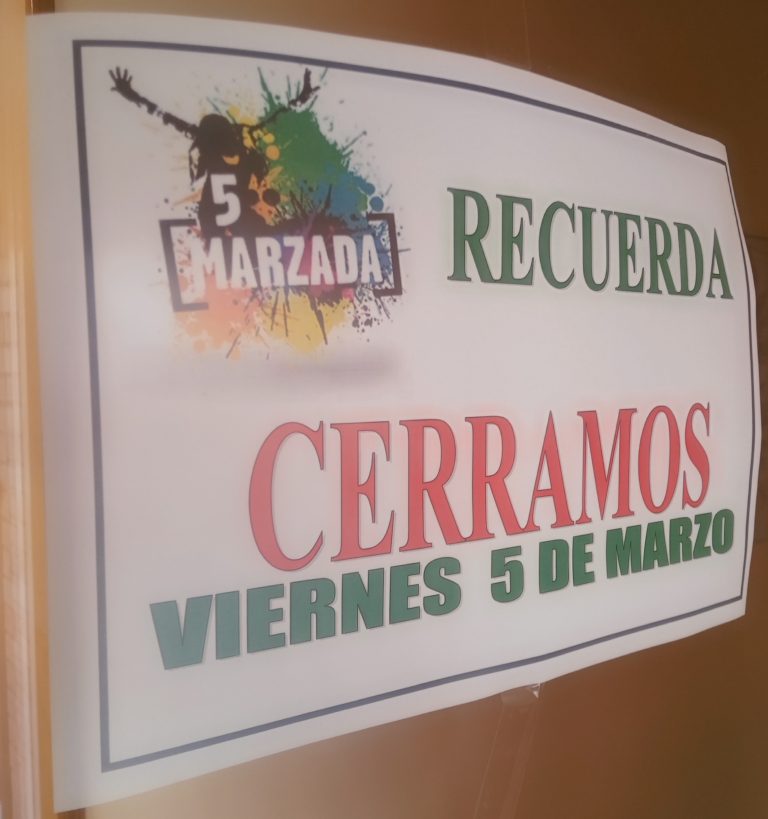 5
MARZADA
RECUERDA
CERRAMOS
VIERNES 5 DE MARZO